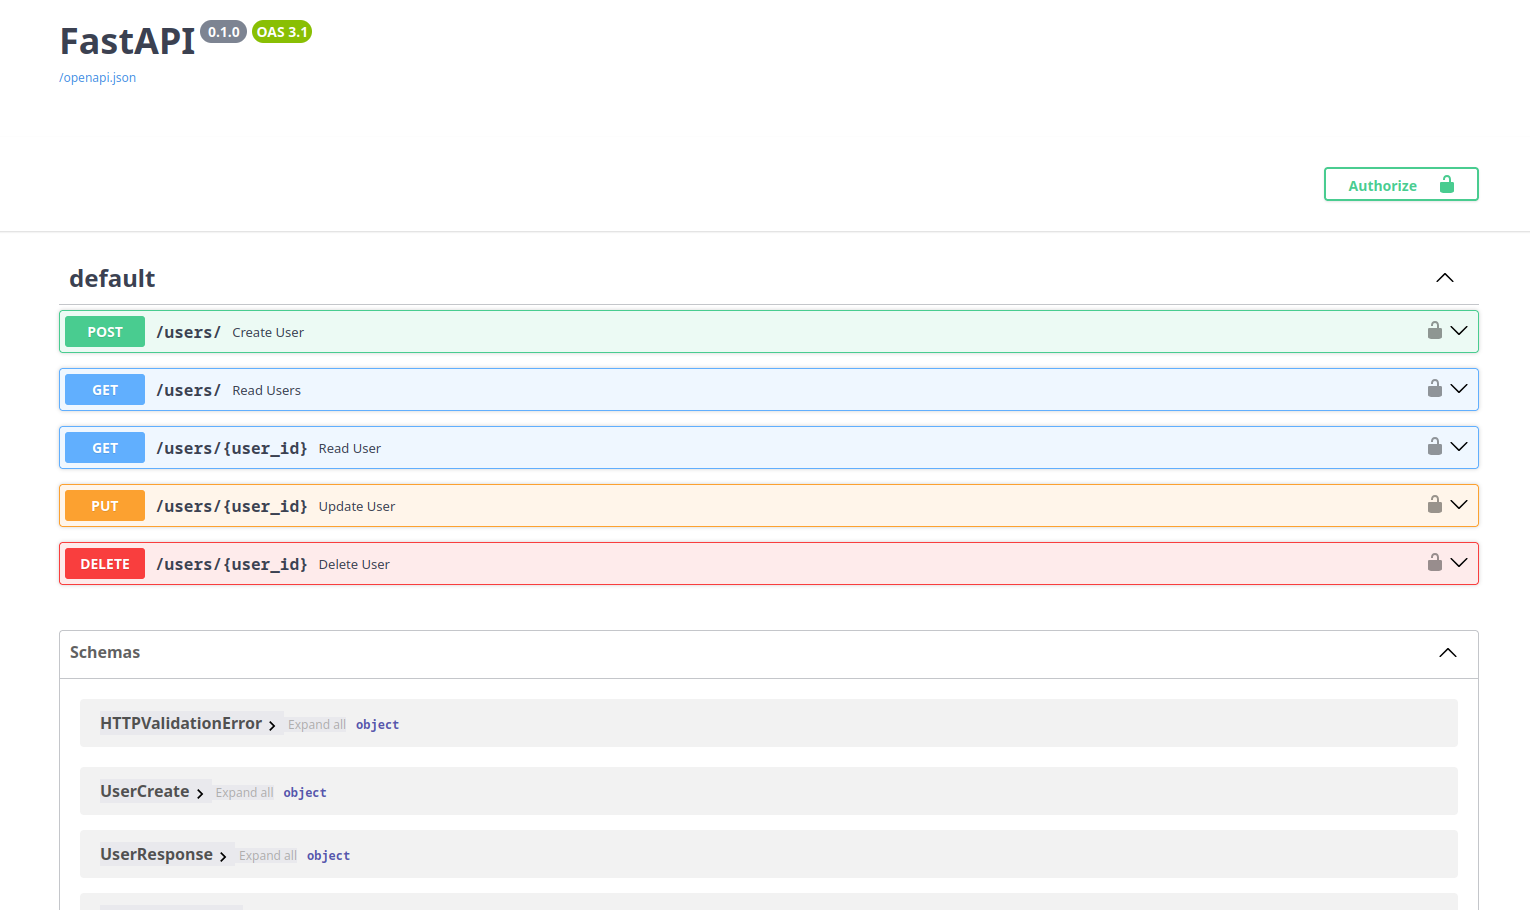 FastAPI 0.1.0 OAS 3.1
/openapi.json
Authorize
default
POST /users/ Create User
GET /users/ Read Users
GET /users/{user_id} Read User
PUT /users/{user_id} Update User
DELETE /users/{user_id} Delete User
Schemas
HTTPValidationError Expand all object
UserCreate Expand all object
UserResponse Expand all object